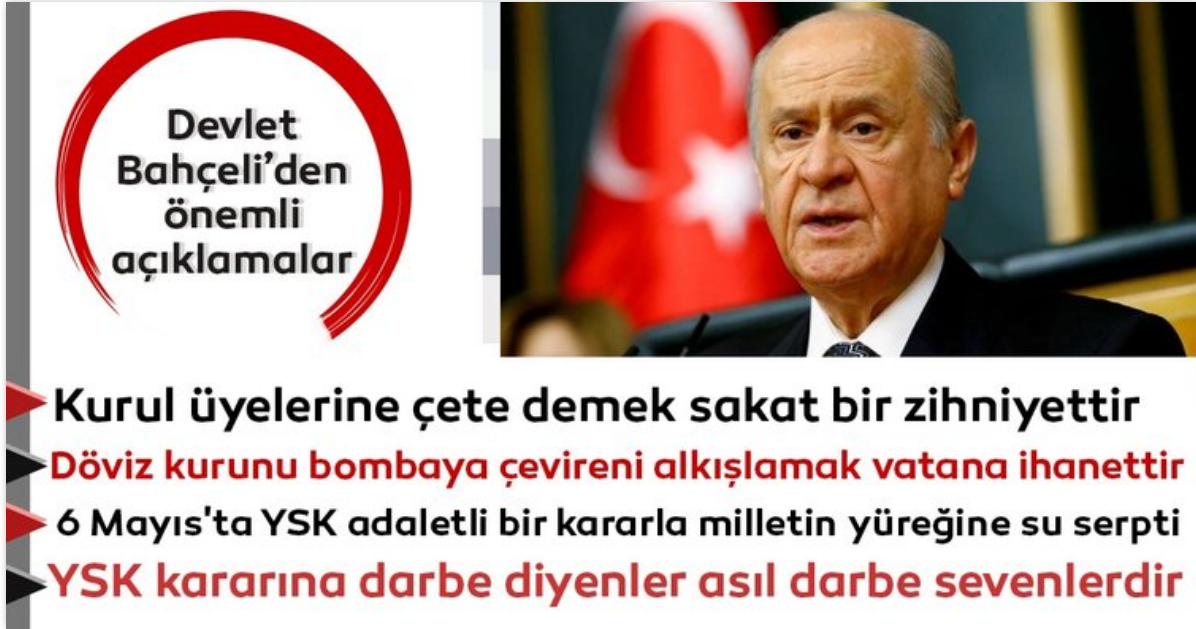 Devlet
Bahçeli’den
önemli
açıklamalar
Kurul üyelerine çete demek sakat bir zihniyettir
Döviz kurunu bombaya çevireni alkışlamak vatana ihanettir
6 Mayıs'ta YSK adaletli bir kararla milletin yüreğine su serpti
YSK kararına darbe diyenler asıl darbe sevenlerdir